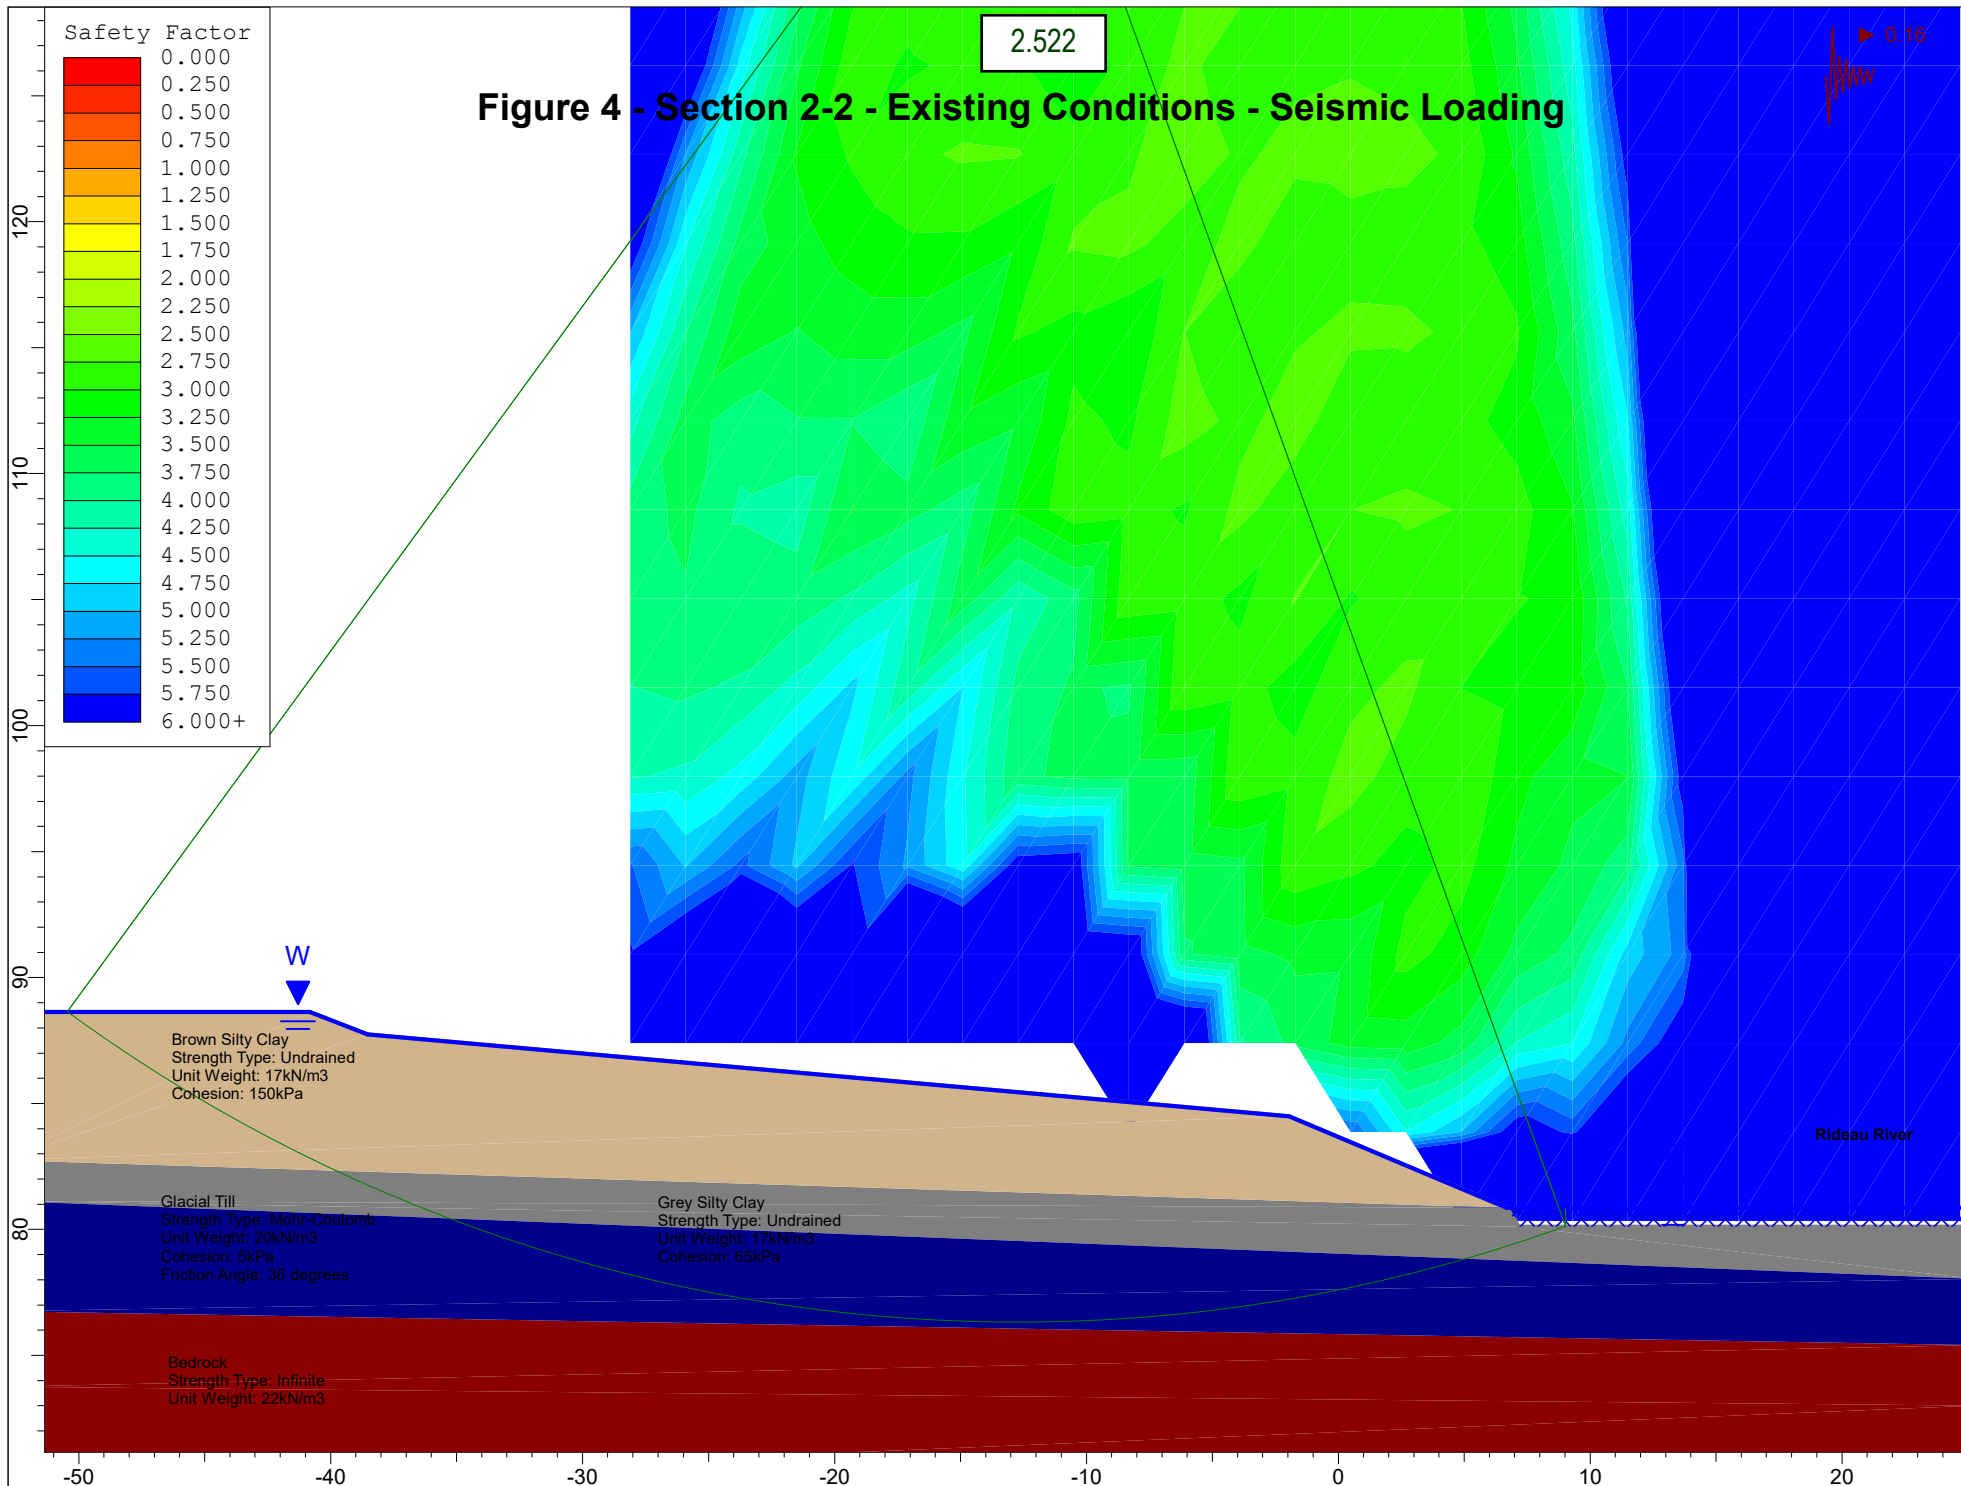 Safety Factor
0.000
0.250
0.500
0.750
1.000
1.250
1.500
1.750
2.000
2.250
2.500
2.750
3.000
3.250
3.500
3.750
4.000
4.250
4.500
4.750
5.000
5.250
5.500
5.750
6.000+
2.522
0.16
Figure 4 - Section 2-2 - Existing Conditions - Seismic Loading
120
110
100
90
80
W
Brown Silty Clay
Strength Type: Undrained
Unit Weight: 17kN/m3
Cohesion: 150kPa
Rideau River
Glacial Till
Strength Type: Mohr-Coulomb
Unit Weight: 20kN/m3
Cohesion: 5kPa
Friction Angle: 36 degrees
Grey Silty Clay
Strength Type: Undrained
Unit Weight: 17kN/m3
Cohesion: 65kPa
Bedrock
Strength Type: Infinite
Unit Weight: 22kN/m3
-50 -40 -30 -20 -10 0 10 20